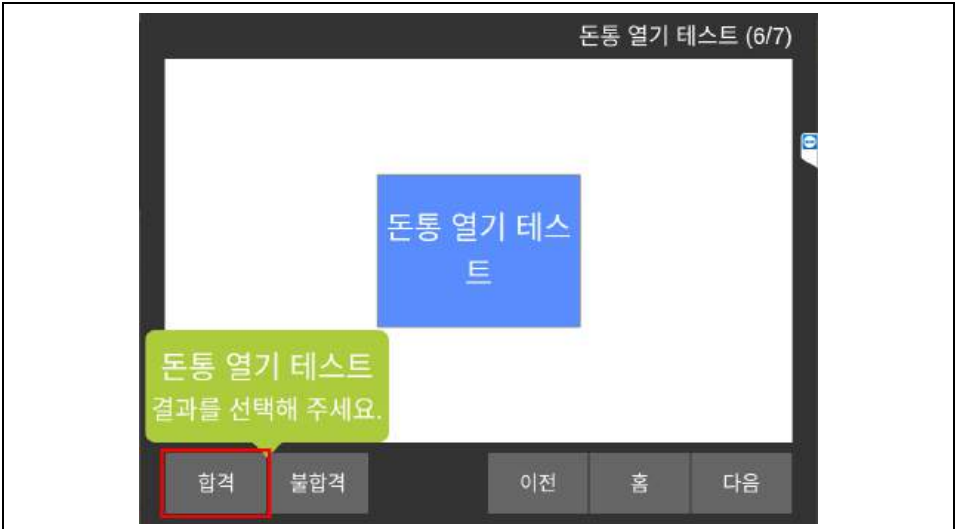 돈통 열기 테스트 (6/7)
돈통 열기 테스
트
돈통 열기 테스트
결과를 선택해 주세요.
합격
불합격
이전
홈
다음